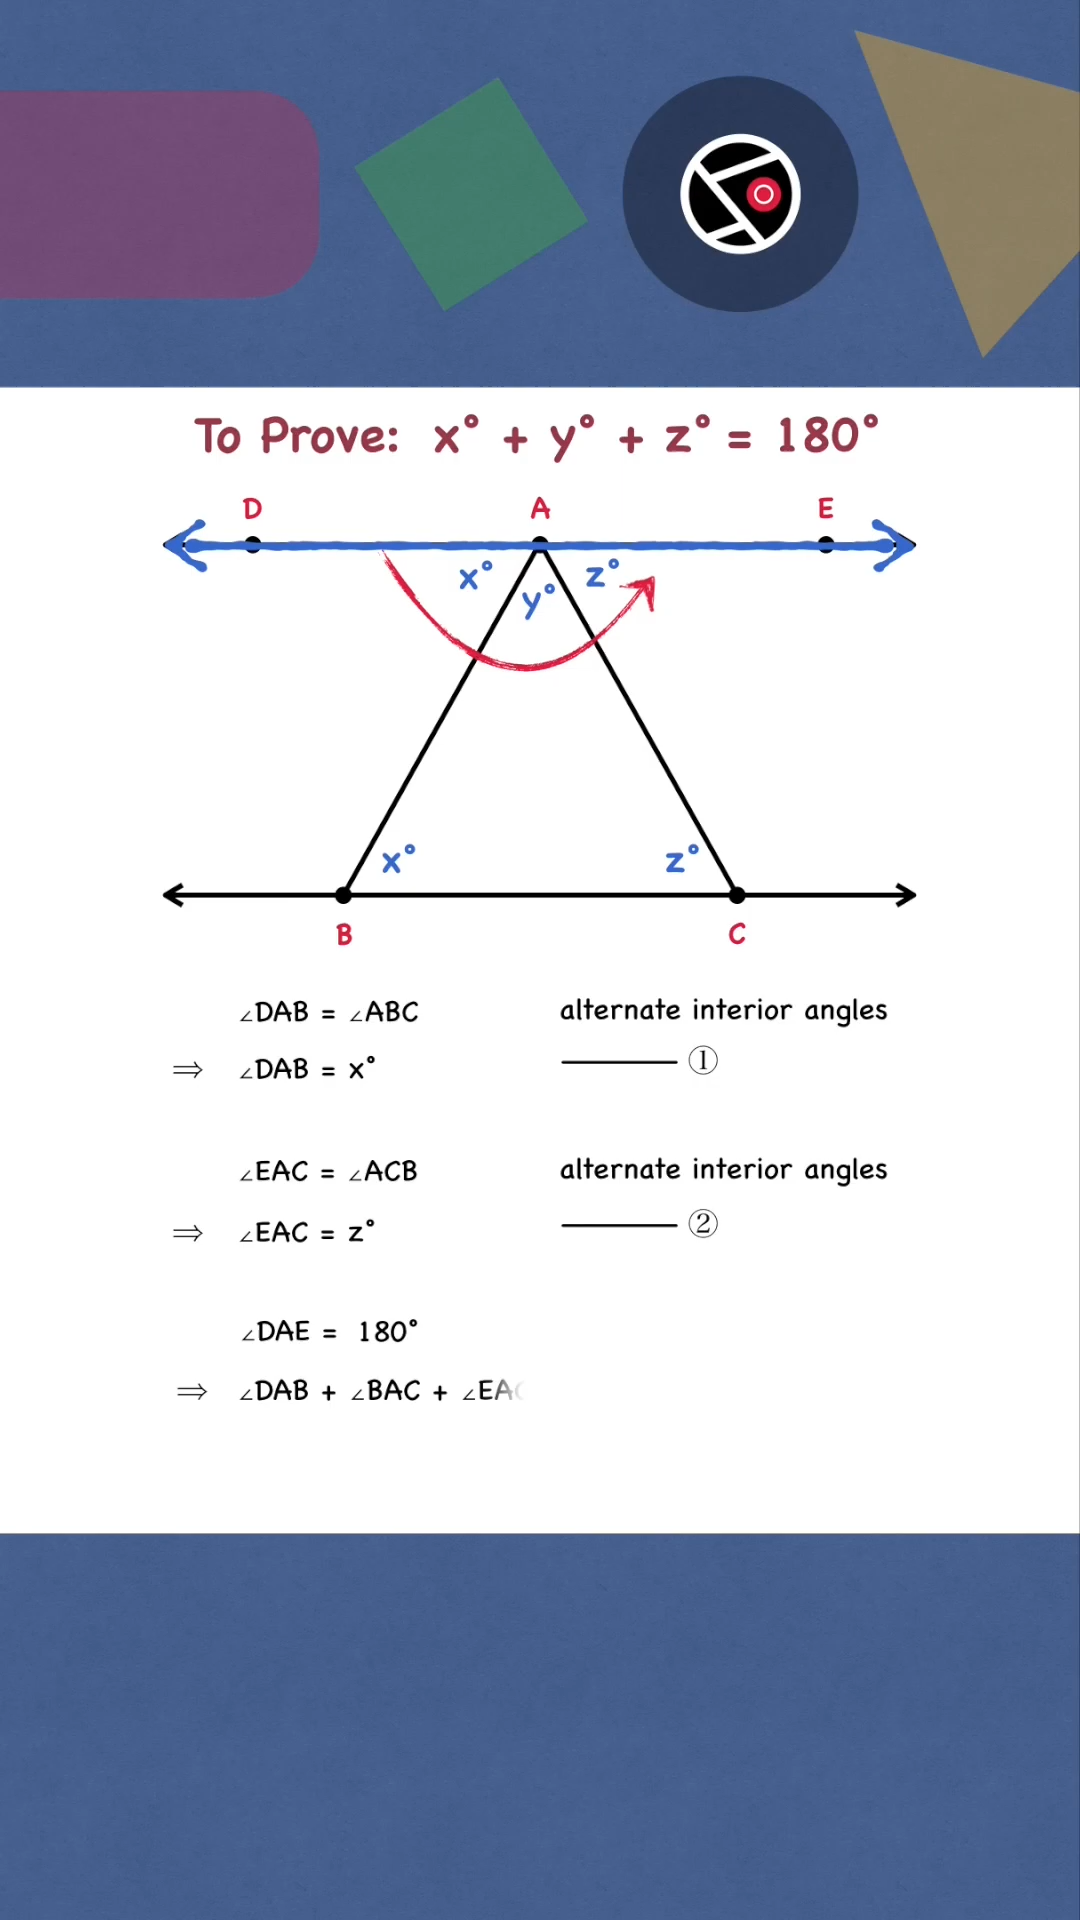 To Prove: x° + y° + z° = 180°
D A E
x° y° z°
x° z°
B C
∠DAB = ∠ABC alternate interior angles
⇒ ∠DAB = x° ——— ①
∠EAC = ∠ACB alternate interior angles
⇒ ∠EAC = z° ——— ②
∠DAE = 180°
⇒ ∠DAB + ∠BAC + ∠EAC